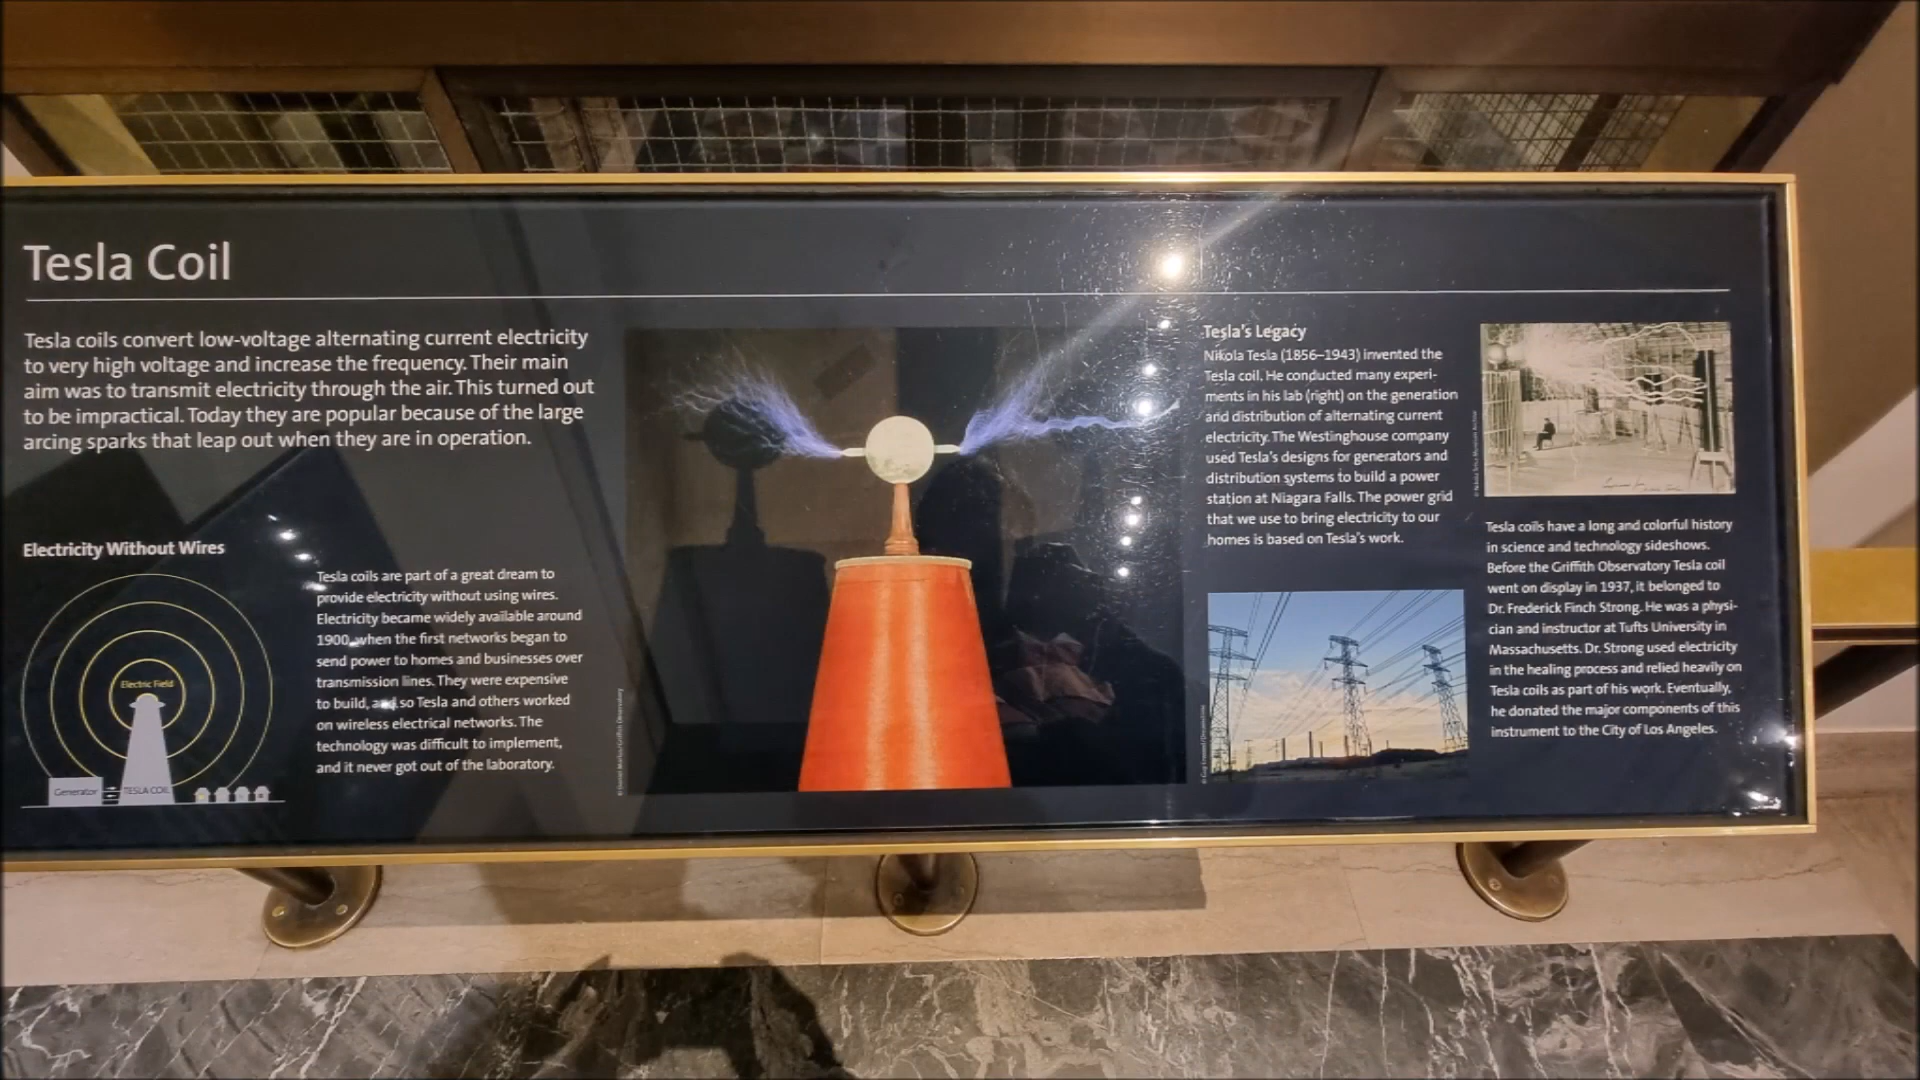 Tesla Coil
Tesla coils convert low-voltage alternating current electricity
to very high voltage and increase the frequency. Their main
aim was to transmit electricity through the air. This turned out
to be impractical. Today they are popular because of the large
arcing sparks that leap out when they are in operation.
Electricity Without Wires
Electric Field
Generator
TESLA COIL
Tesla coils are part of a great dream to
provide electricity without using wires.
Electricity became widely available around
1900, when the first networks began to
send power to homes and businesses over
transmission lines. They were expensive
to build, and so Tesla and others worked
on wireless electrical networks. The
technology was difficult to implement,
and it never got out of the laboratory.
Tesla's Legacy
Nikola Tesla (1856–1943) invented the
Tesla coil. He conducted many experi-
ments in his lab (right) on the generation
and distribution of alternating current
electricity. The Westinghouse company
used Tesla's designs for generators and
distribution systems to build a power
station at Niagara Falls. The power grid
that we use to bring electricity to our
homes is based on Tesla's work.
Tesla coils have a long and colorful history
in science and technology sideshows.
Before the Griffith Observatory Tesla coil
went on display in 1937, it belonged to
Dr. Frederick Finch Strong. He was a physi-
cian and instructor at Tufts University in
Massachusetts. Dr. Strong used electricity
in the healing process and relied heavily on
Tesla coils as part of his work. Eventually,
he donated the major components of this
instrument to the City of Los Angeles.